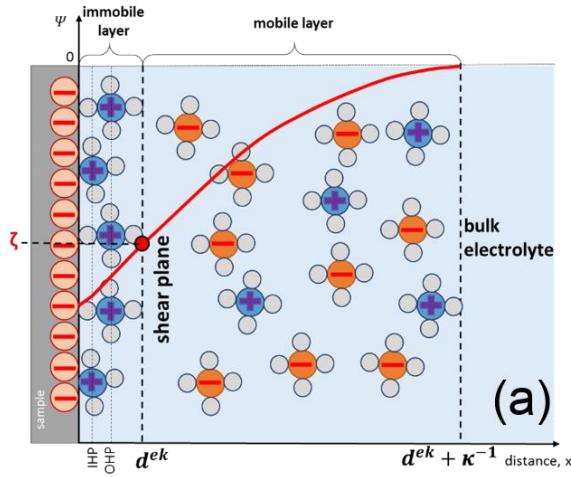 Ψ
immobile
layer
mobile layer
0
ζ
shear plane
bulk
electrolyte
sample
(a)
IHP
OHP
d^{ek}
d^{ek} + κ^{-1}
distance, x